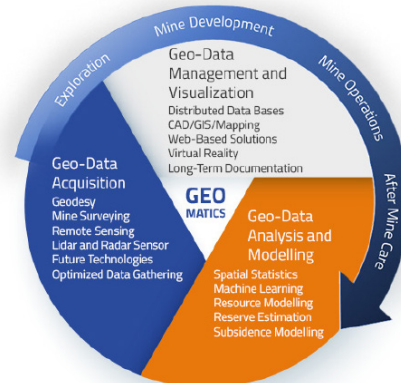 Exploration
Mine Development
Mine Operations
After Mine Care
Geo-Data
Management and
Visualization
Distributed Data Bases
CAD/GIS/Mapping
Web-Based Solutions
Virtual Reality
Long-Term Documentation
Geo-Data
Acquisition
Geodesy
Mine Surveying
Remote Sensing
Lidar and Radar Sensor
Future Technologies
Optimized Data Gathering
GEO
MATICS
Geo-Data
Analysis and
Modelling
Spatial Statistics
Machine Learning
Resource Modelling
Reserve Estimation
Subsidence Modelling